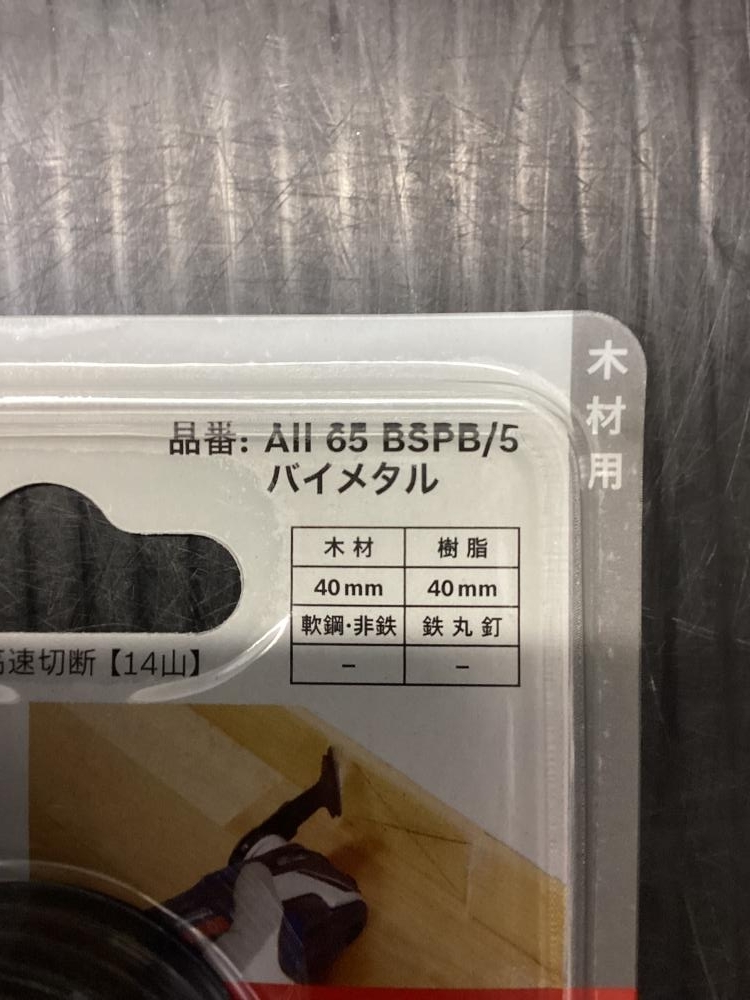 木材用
品番: AII 65 BSPB/5
バイメタル
木材 樹脂
40mm 40mm
軟鋼・非鉄 鉄丸釘
– –
速切断【14山】